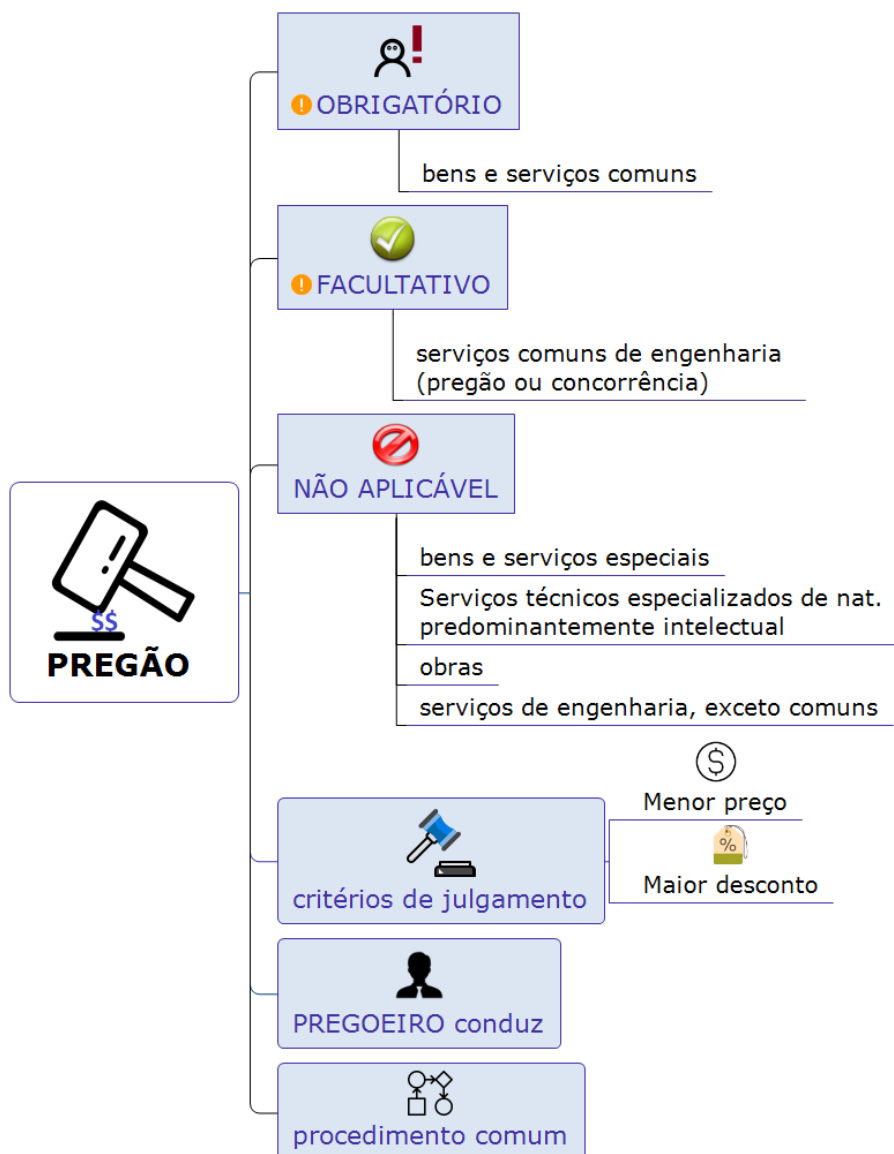 !
! OBRIGATÓRIO
bens e serviços comuns
! FACULTATIVO
serviços comuns de engenharia
(pregão ou concorrência)
NÃO APLICÁVEL
bens e serviços especiais
Serviços técnicos especializados de nat.
predominantemente intelectual
obras
serviços de engenharia, exceto comuns
!
$$
PREGÃO
$
Menor preço
%
Maior desconto
critérios de julgamento
PREGOEIRO conduz
procedimento comum